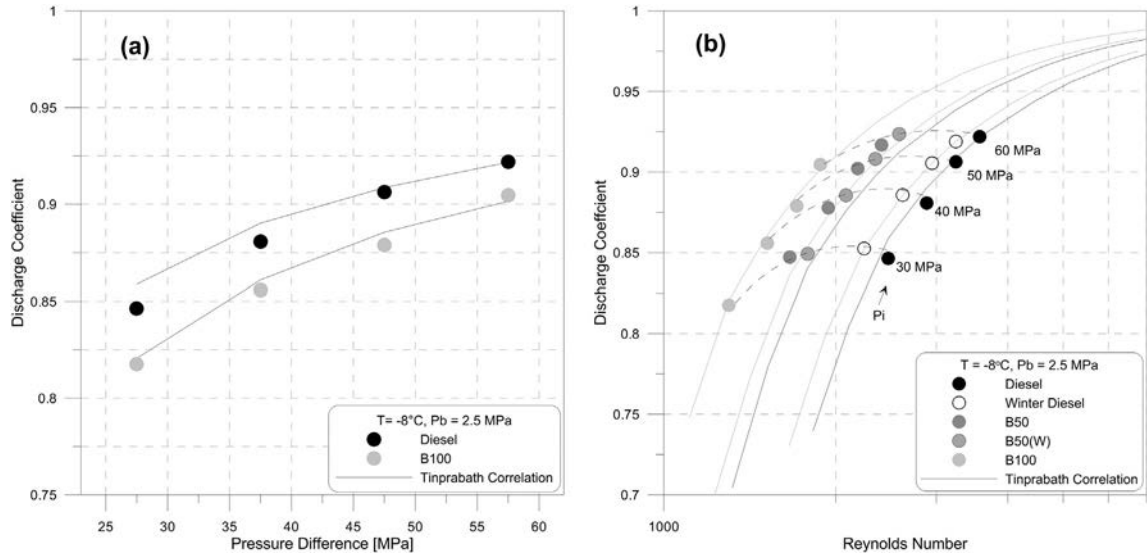 (a)
Discharge Coefficient
1
0.95
0.9
0.85
0.8
0.75
25 30 35 40 45 50 55 60
Pressure Difference [MPa]
T= -8°C, Pb = 2.5 MPa
Diesel
B100
Tinprabath Correlation
(b)
Discharge Coeffcient
1
0.95
0.9
0.85
0.8
0.75
0.7
1000
Reynolds Number
60 MPa
50 MPa
40 MPa
30 MPa
Pi
T = -8°C, Pb = 2.5 MPa
Diesel
Winter Diesel
B50
B50(W)
B100
Tinprabath Correlation